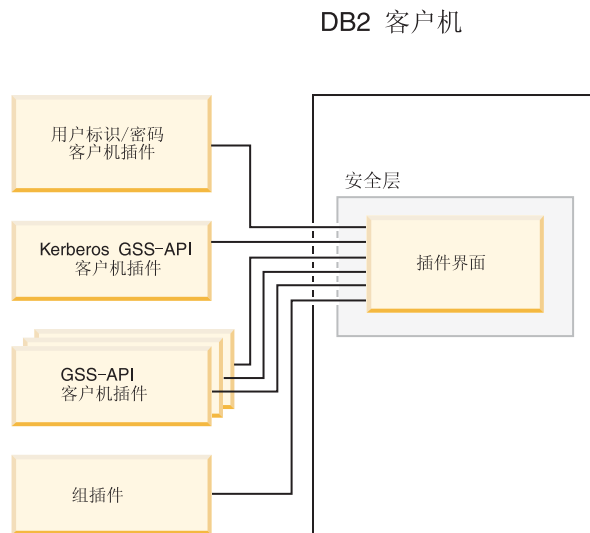 DB2 客户机
用户标识/密码
客户机插件
安全层
Kerberos GSS-API
客户机插件
插件界面
GSS-API
客户机插件
组插件